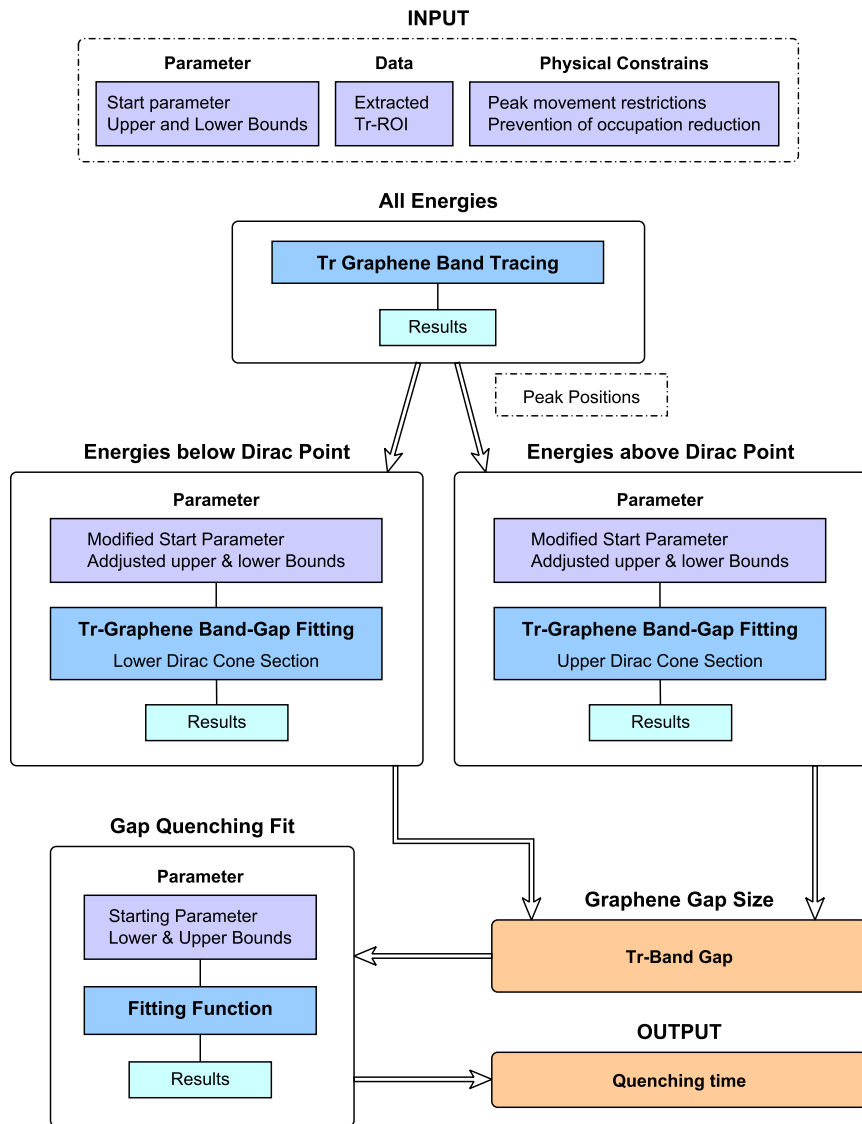 INPUT
Parameter
Start parameter
Upper and Lower Bounds
Data
Extracted
Tr-ROI
Physical Constrains
Peak movement restrictions
Prevention of occupation reduction
All Energies
Tr Graphene Band Tracing
Results
Peak Positions
Energies below Dirac Point
Parameter
Modified Start Parameter
Addjusted upper & lower Bounds
Tr-Graphene Band-Gap Fitting
Lower Dirac Cone Section
Results
Energies above Dirac Point
Parameter
Modified Start Parameter
Addjusted upper & lower Bounds
Tr-Graphene Band-Gap Fitting
Upper Dirac Cone Section
Results
Graphene Gap Size
Tr-Band Gap
Gap Quenching Fit
Parameter
Starting Parameter
Lower & Upper Bounds
Fitting Function
Results
OUTPUT
Quenching time